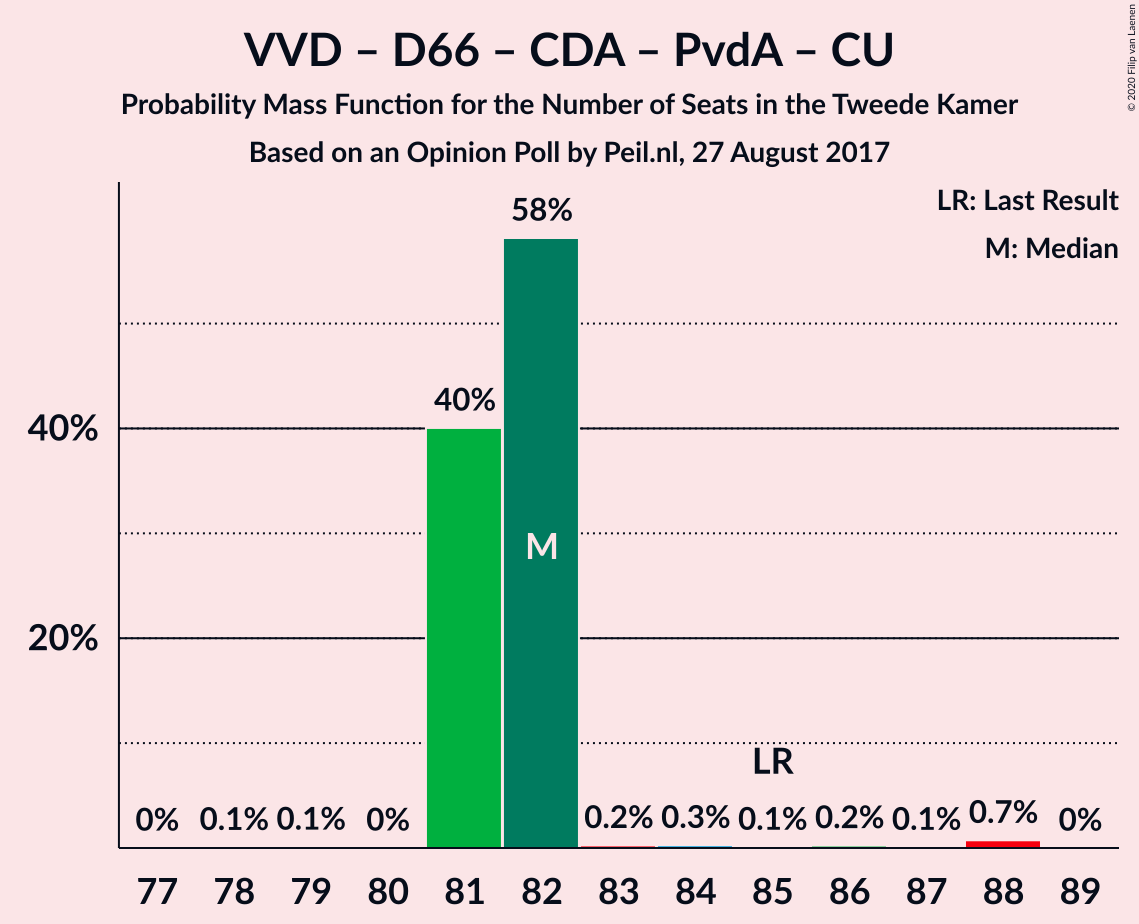 VVD – D66 – CDA – PvdA – CU
Probability Mass Function for the Number of Seats in the Tweede Kamer
Based on an Opinion Poll by Peil.nl, 27 August 2017
© 2020 Filip van Laenen
LR: Last Result
M: Median
58%
40%
40%
M
20%
LR
0% 0.1% 0.1% 0% 0.2% 0.3% 0.1% 0.2% 0.1% 0.7% 0%
77 78 79 80 81 82 83 84 85 86 87 88 89